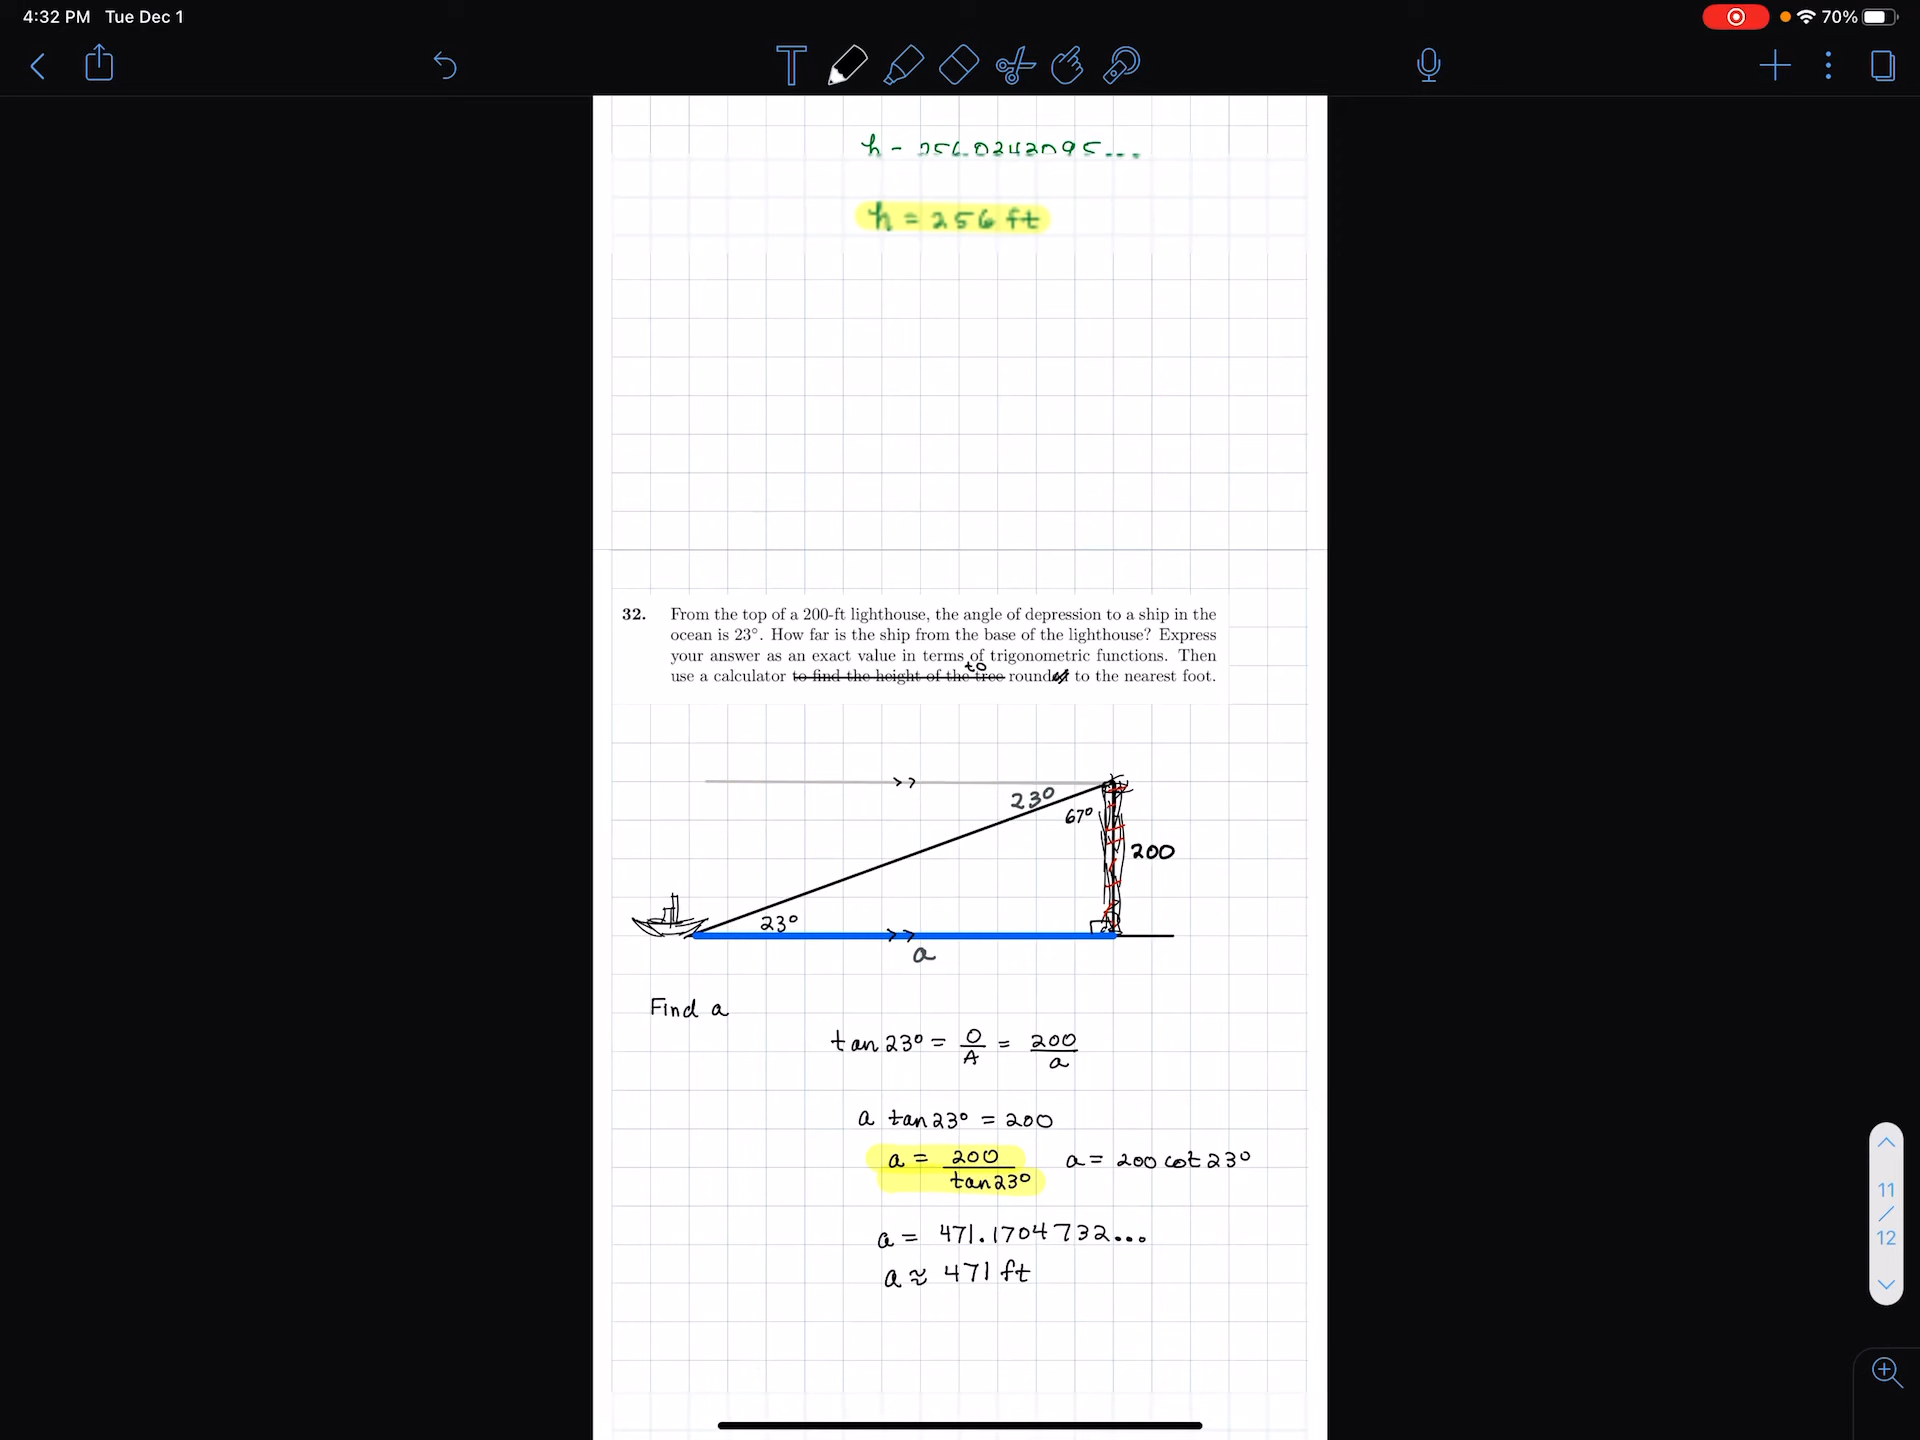 4:32 PM Tue Dec 1
70%
T
h = 256.0242095...
h = 256 ft
32. From the top of a 200-ft lighthouse, the angle of depression to a ship in the
ocean is 23°. How far is the ship from the base of the lighthouse? Express
your answer as an exact value in terms of trigonometric functions. Then
to
use a calculator to find the height of the tree rounded to the nearest foot.
23°
67°
200
23°
a
Find a
tan 23° = O/A = 200/a
a tan 23° = 200
a = 200/tan 23° a = 200 cot 23°
a = 471.1704732...
a ≈ 471 ft
11
/
12